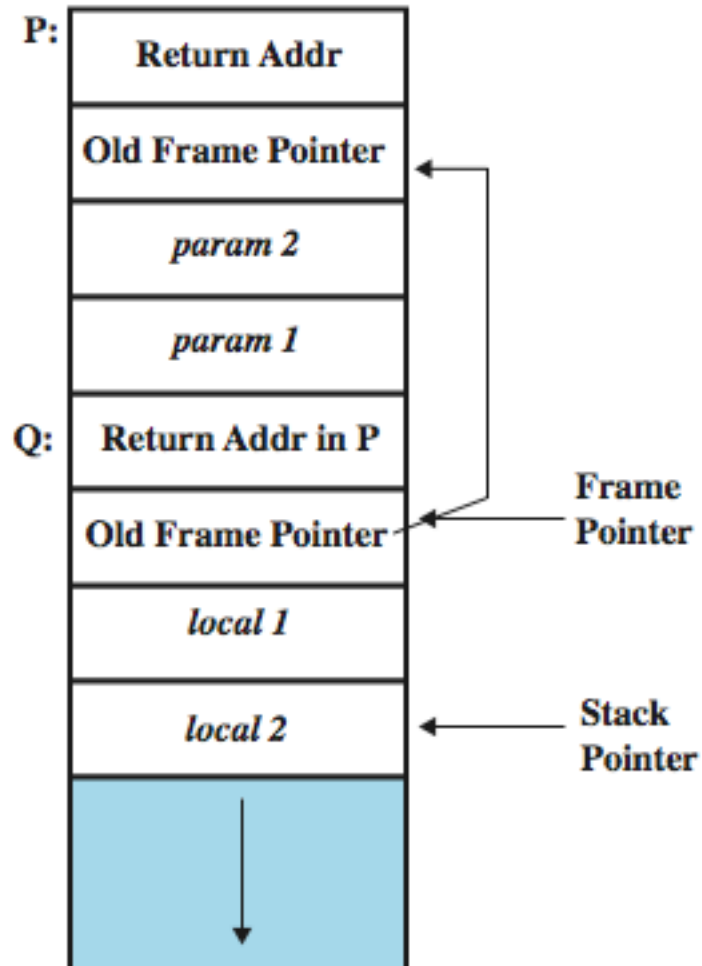 P:
Return Addr
Old Frame Pointer
param 2
param 1
Q:
Return Addr in P
Old Frame Pointer
Frame
Pointer
local 1
local 2
Stack
Pointer